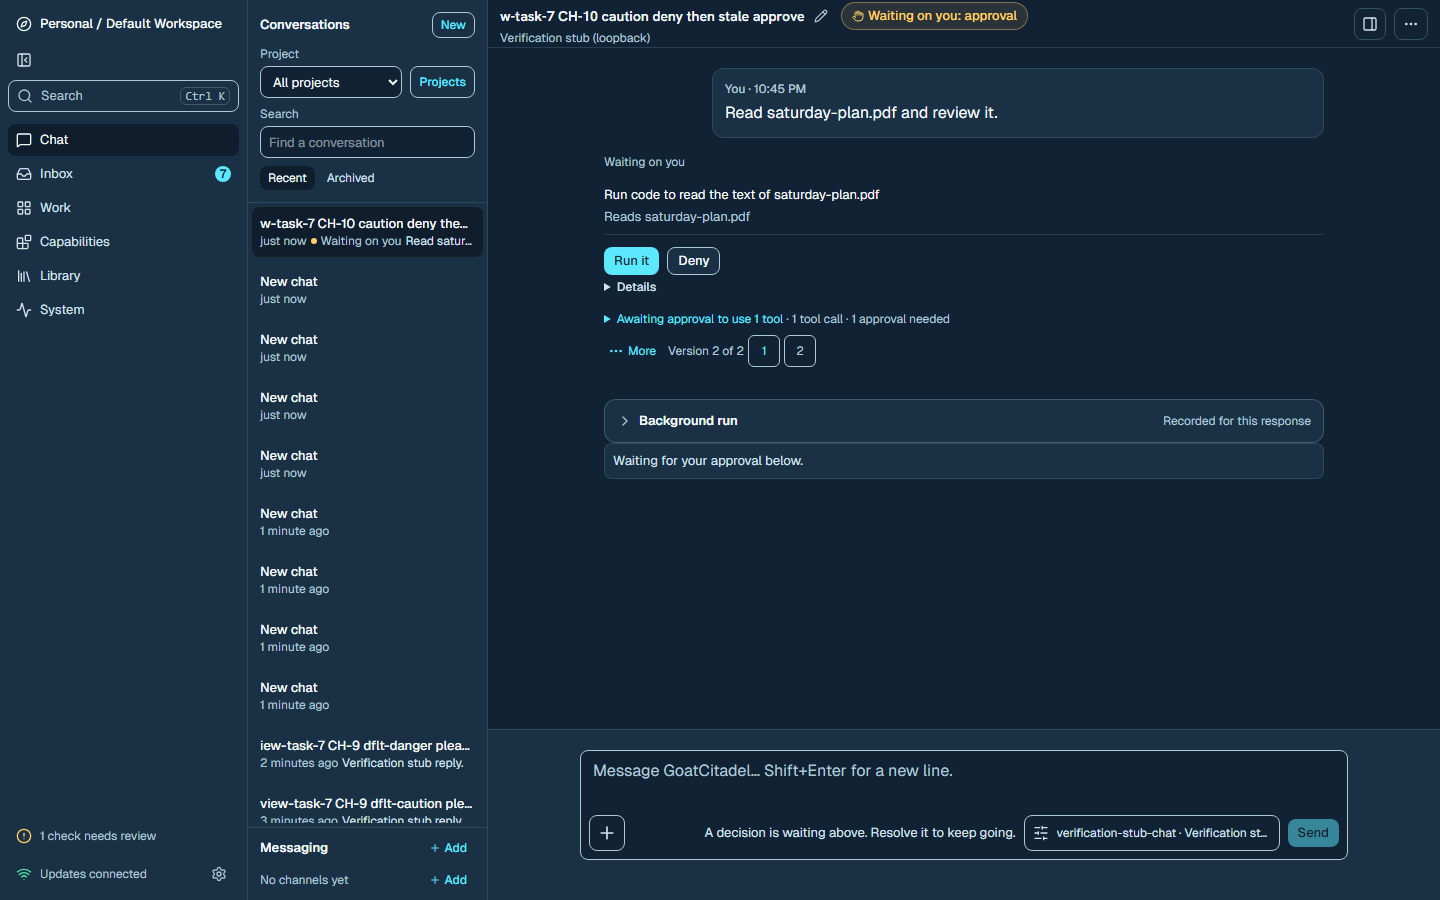 Personal / Default Workspace
Search
Ctrl K
Chat
Inbox
7
Work
Capabilities
Library
System
1 check needs review
Updates connected
Conversations
New
Project
All projects
Projects
Search
Find a conversation
Recent
Archived
w-task-7 CH-10 caution deny the...
just now Waiting on you Read satur...
New chat
just now
New chat
just now
New chat
just now
New chat
just now
New chat
1 minute ago
New chat
1 minute ago
New chat
1 minute ago
New chat
1 minute ago
iew-task-7 CH-9 dflt-danger plea...
2 minutes ago Verification stub reply.
view-task-7 CH-9 dflt-caution ple...
3 minutes ago Verification stub reply
Messaging
+ Add
No channels yet
+ Add
w-task-7 CH-10 caution deny then stale approve
Waiting on you: approval
Verification stub (loopback)
You · 10:45 PM
Read saturday-plan.pdf and review it.
Waiting on you
Run code to read the text of saturday-plan.pdf
Reads saturday-plan.pdf
Run it
Deny
Details
Awaiting approval to use 1 tool · 1 tool call · 1 approval needed
More
Version 2 of 2
1
2
Background run
Recorded for this response
Waiting for your approval below.
Message GoatCitadel... Shift+Enter for a new line.
A decision is waiting above. Resolve it to keep going.
verification-stub-chat · Verification st...
Send